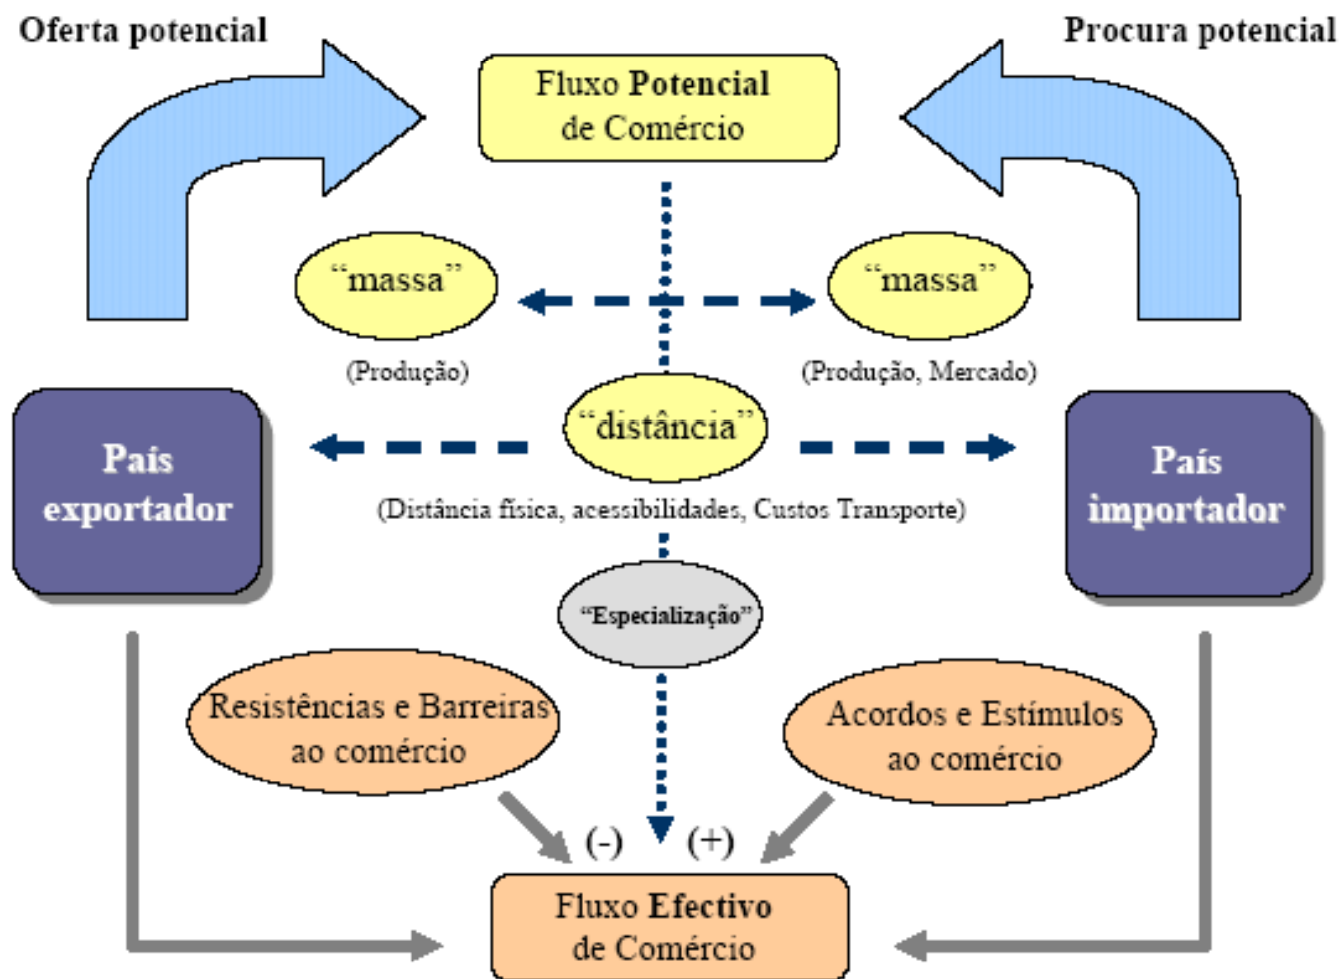 Oferta potencial
Procura potencial
Fluxo Potencial
de Comércio
“massa”
“massa”
(Produção)
(Produção, Mercado)
“distância”
País
exportador
País
importador
(Distância física, acessibilidades, Custos Transporte)
“Especialização”
Resistências e Barreiras
ao comércio
Acordos e Estímulos
ao comércio
(-)
(+)
Fluxo Efectivo
de Comércio